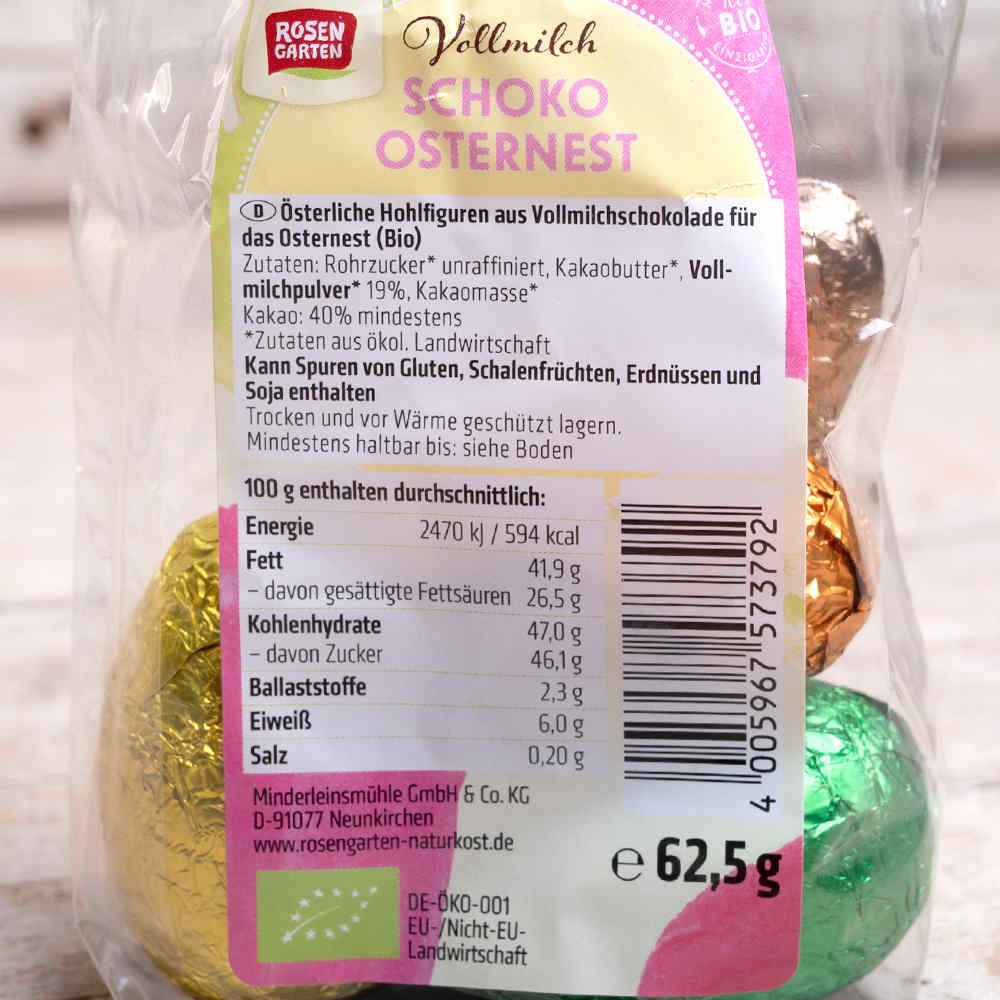 ROSEN
GARTEN
Vollmilch
SCHOKO
OSTERNEST
BIO
D Österliche Hohlfiguren aus Vollmilchschokolade für
das Osternest (Bio)
Zutaten: Rohrzucker* unraffiniert, Kakaobutter*, Voll-
milchpulver* 19%, Kakaomasse*
Kakao: 40% mindestens
*Zutaten aus ökol. Landwirtschaft
Kann Spuren von Gluten, Schalenfrüchten, Erdnüssen und
Soja enthalten
Trocken und vor Wärme geschützt lagern.
Mindestens haltbar bis: siehe Boden
100 g enthalten durchschnittlich:
Energie 2470 kJ / 594 kcal
Fett 41,9 g
– davon gesättigte Fettsäuren 26,5 g
Kohlenhydrate 47,0 g
– davon Zucker 46,1 g
Ballaststoffe 2,3 g
Eiweiß 6,0 g
Salz 0,20 g
4 005967 573792
Minderleinsmühle GmbH & Co. KG
D-91077 Neunkirchen
www.rosengarten-naturkost.de
℮ 62,5 g
DE-ÖKO-001
EU-/Nicht-EU-
Landwirtschaft